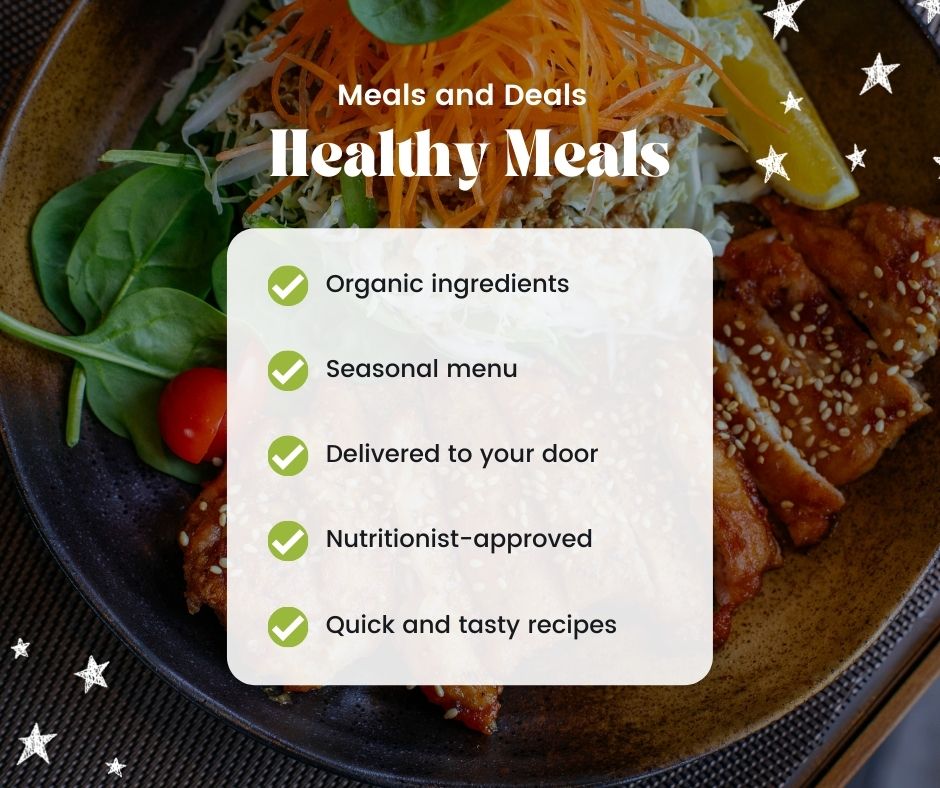 Meals and Deals
Healthy Meals
Organic ingredients
Seasonal menu
Delivered to your door
Nutritionist-approved
Quick and tasty recipes